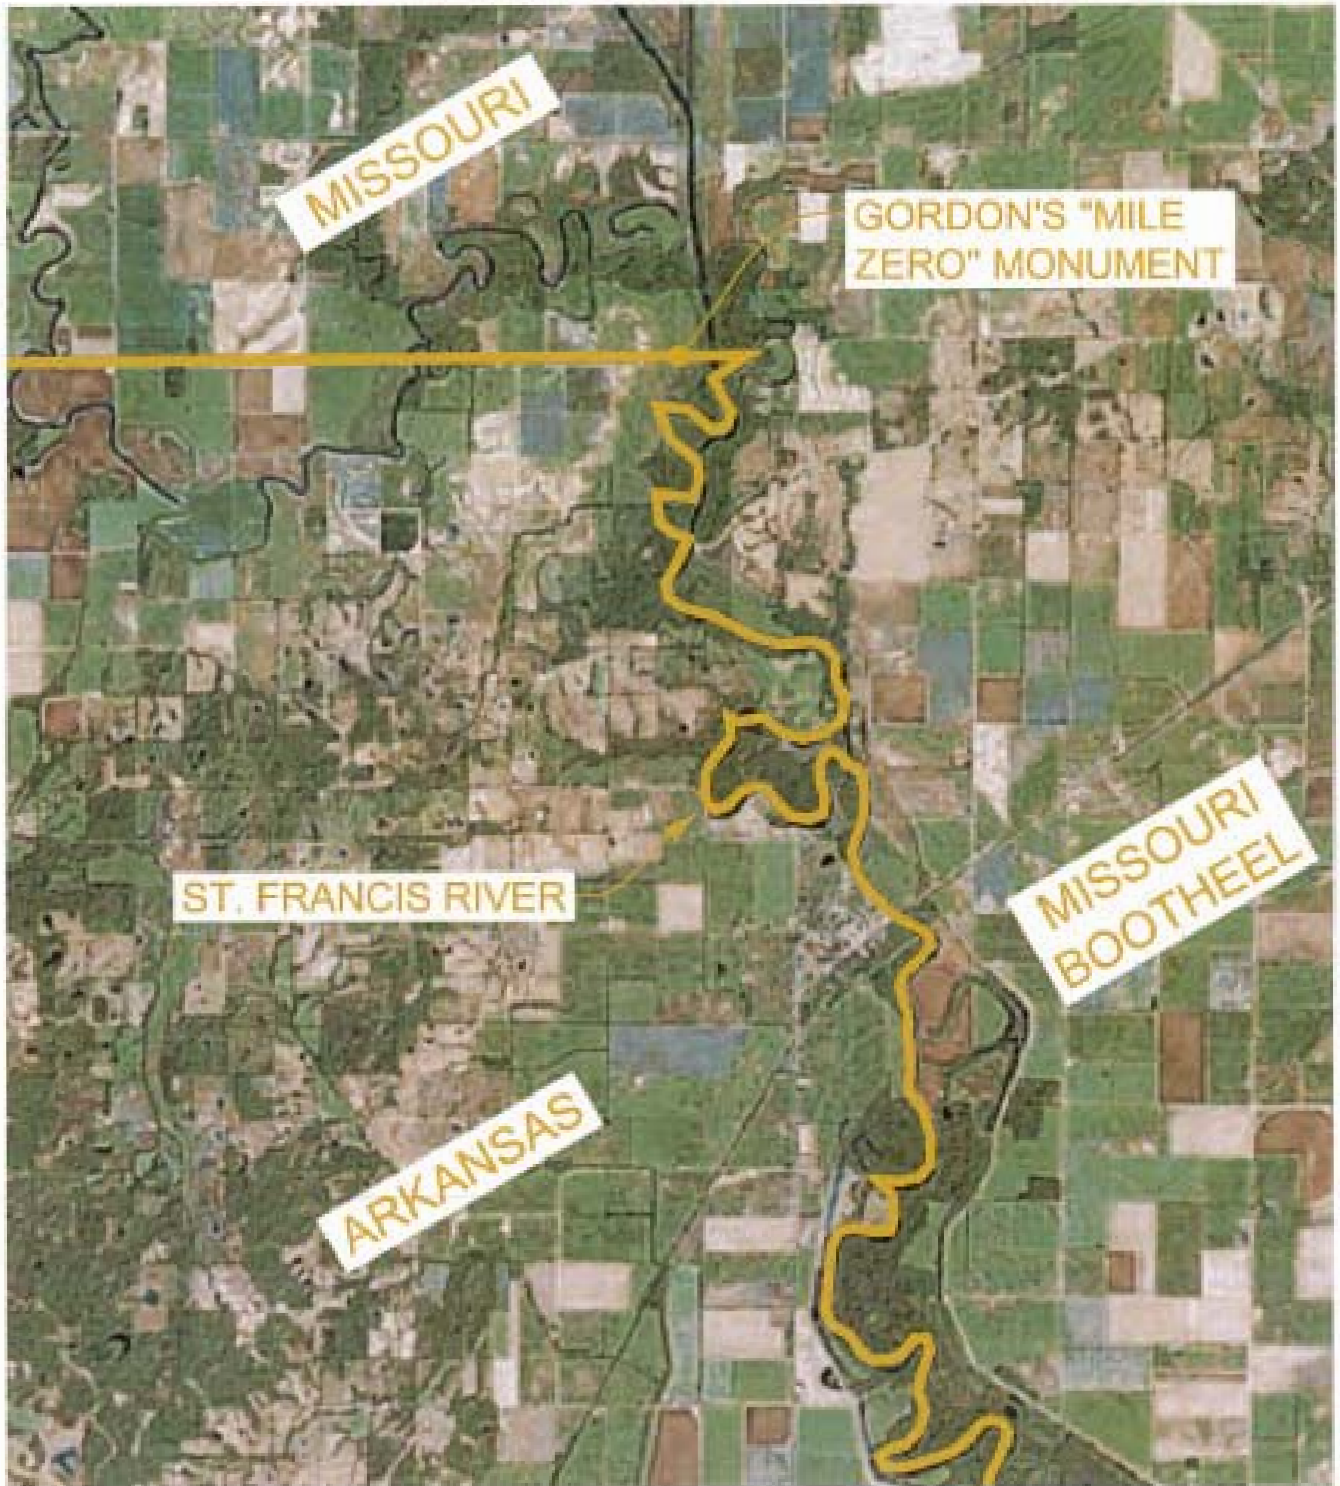 MISSOURI
GORDON'S "MILE
ZERO" MONUMENT
MISSOURI
BOOTHEEL
ST. FRANCIS RIVER
ARKANSAS